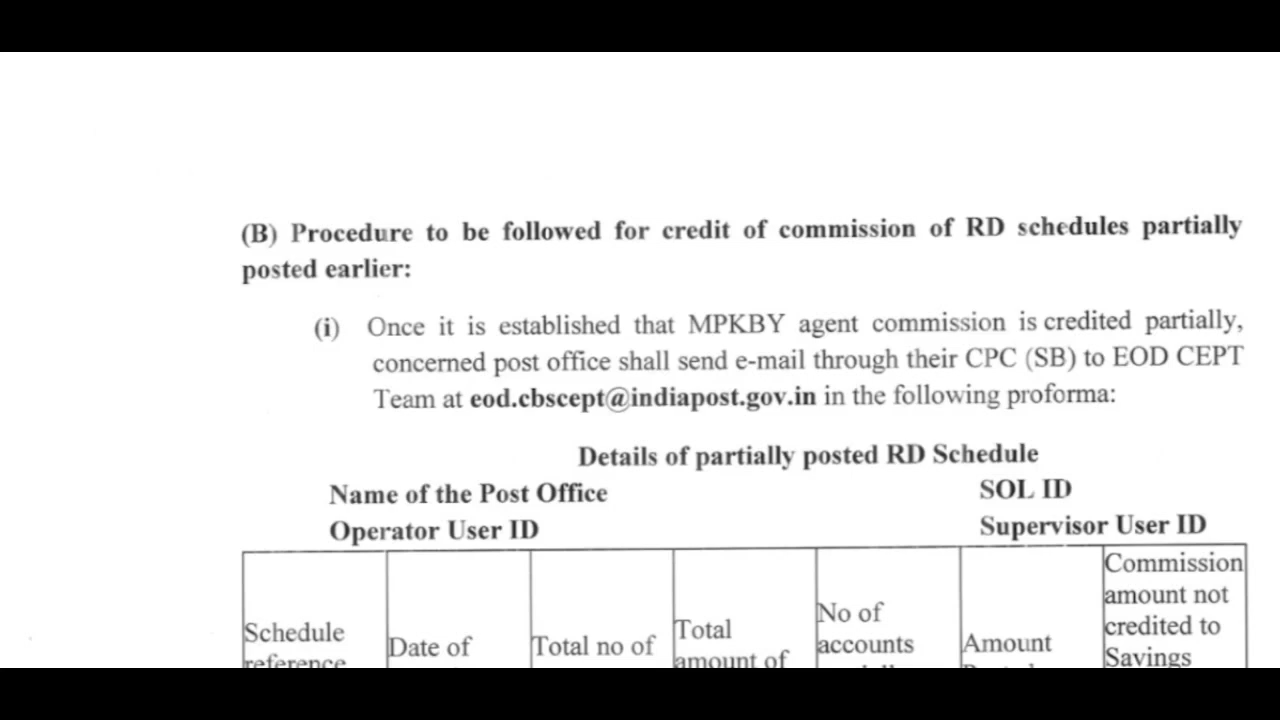 (B) Procedure to be followed for credit of commission of RD schedules partially
posted earlier:
(i) Once it is established that MPKBY agent commission is credited partially,
concerned post office shall send e-mail through their CPC (SB) to EOD CEPT
Team at eod.cbscept@indiapost.gov.in in the following proforma:
Details of partially posted RD Schedule
Name of the Post Office SOL ID
Operator User ID Supervisor User ID
Schedule
reference
Date of
Total no of
Total
amount of
No of
accounts
Amount
Commission
amount not
credited to
Savings